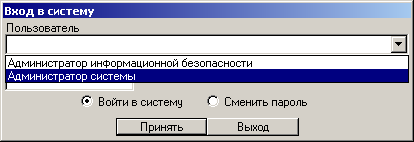 Вход в систему
Пользователь
Администратор информационной безопасности
Администратор системы
Войти в систему Сменить пароль
Принять Выход